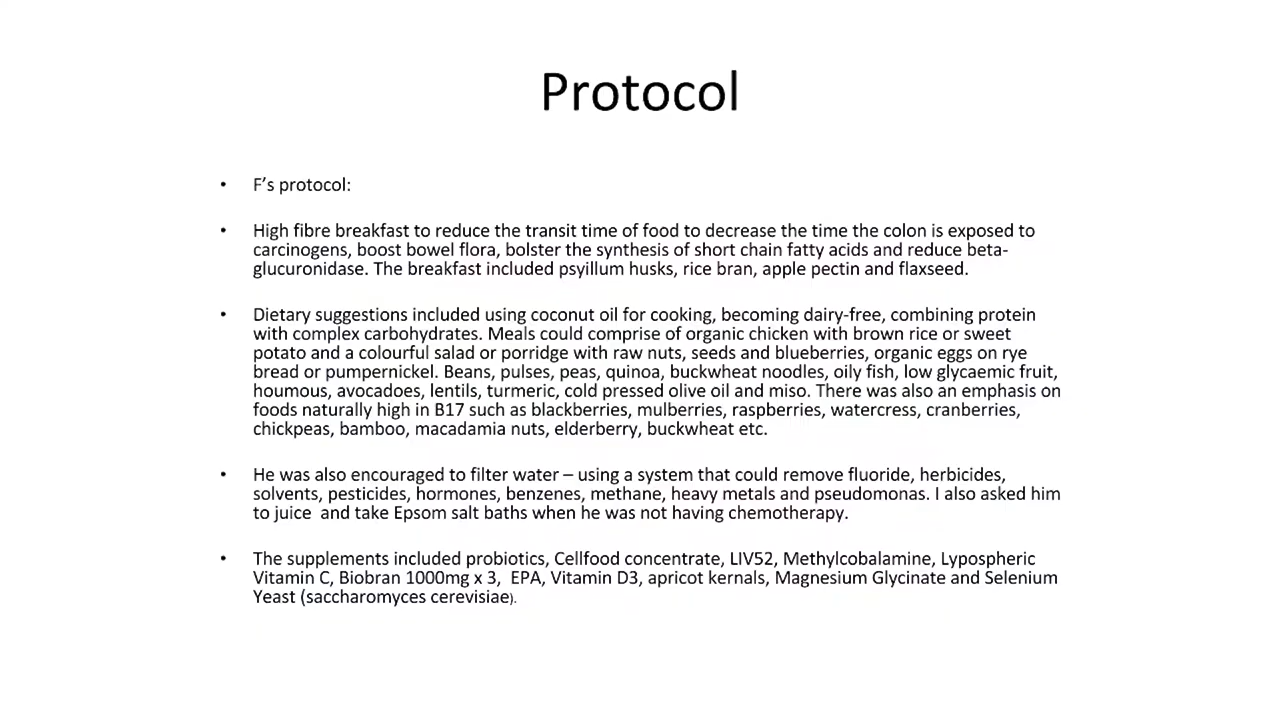 Protocol
• F's protocol:
• High fibre breakfast to reduce the transit time of food to decrease the time the colon is exposed to
carcinogens, boost bowel flora, bolster the synthesis of short chain fatty acids and reduce beta-
glucuronidase. The breakfast included psyillum husks, rice bran, apple pectin and flaxseed.
• Dietary suggestions included using coconut oil for cooking, becoming dairy-free, combining protein
with complex carbohydrates. Meals could comprise of organic chicken with brown rice or sweet
potato and a colourful salad or porridge with raw nuts, seeds and blueberries, organic eggs on rye
bread or pumpernickel. Beans, pulses, peas, quinoa, buckwheat noodles, oily fish, low glycaemic fruit,
houmous, avocadoes, lentils, turmeric, cold pressed olive oil and miso. There was also an emphasis on
foods naturally high in B17 such as blackberries, mulberries, raspberries, watercress, cranberries,
chickpeas, bamboo, macadamia nuts, elderberry, buckwheat etc.
• He was also encouraged to filter water – using a system that could remove fluoride, herbicides,
solvents, pesticides, hormones, benzenes, methane, heavy metals and pseudomonas. I also asked him
to juice  and take Epsom salt baths when he was not having chemotherapy.
• The supplements included probiotics, Cellfood concentrate, LIV52, Methylcobalamine, Lypospheric
Vitamin C, Biobran 1000mg x 3,  EPA, Vitamin D3, apricot kernals, Magnesium Glycinate and Selenium
Yeast (saccharomyces cerevisiae).